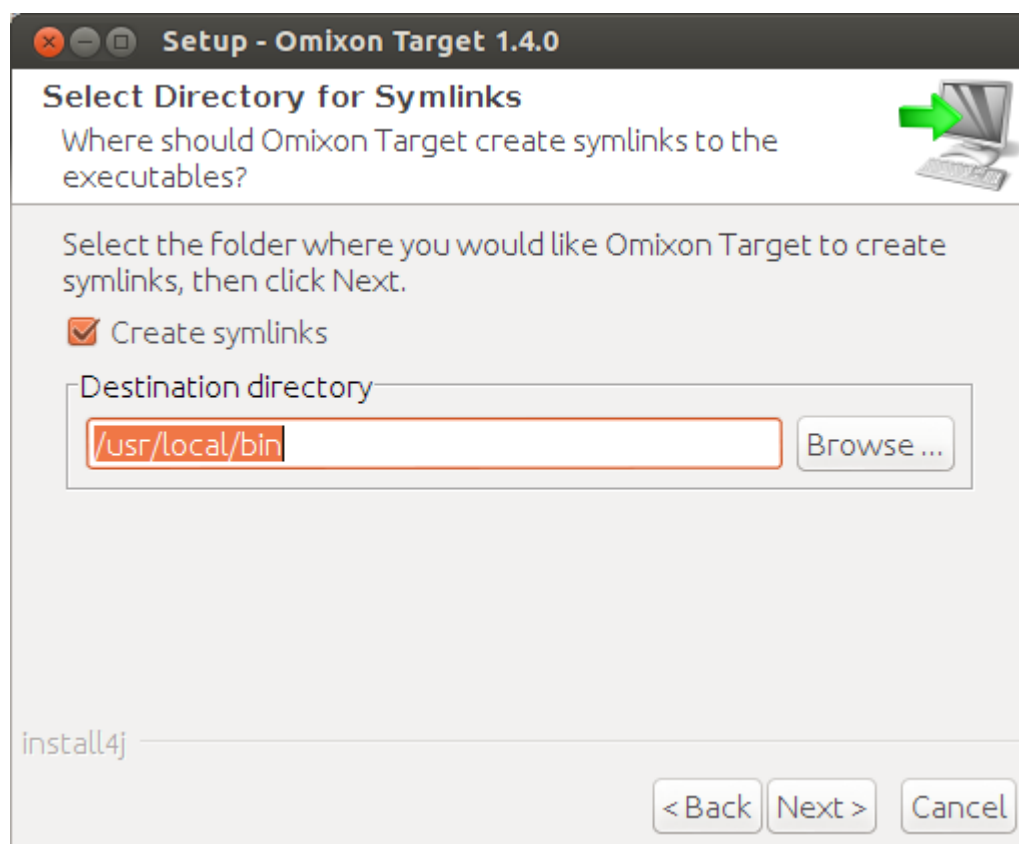 Setup - Omixon Target 1.4.0
Select Directory for Symlinks
Where should Omixon Target create symlinks to the
executables?
Select the folder where you would like Omixon Target to create
symlinks, then click Next.
Create symlinks
Destination directory
/usr/local/bin
Browse ...
install4j
< Back
Next >
Cancel